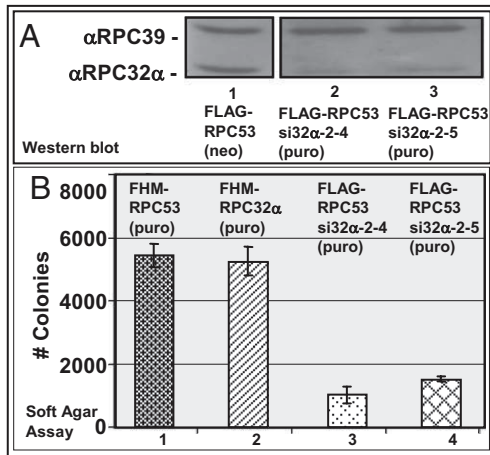 A
αRPC39 -
αRPC32α -
1 2 3
FLAG- FLAG-RPC53 FLAG-RPC53
RPC53 si32α-2-4 si32α-2-5
(neo) (puro) (puro)
Western blot
B
# Colonies
8000
6000
4000
2000
0
FHM- FHM- FLAG- FLAG-
RPC53 RPC32α RPC53 RPC53
(puro) (puro) si32α-2-4 si32α-2-5
(puro) (puro)
Soft Agar
Assay
1 2 3 4